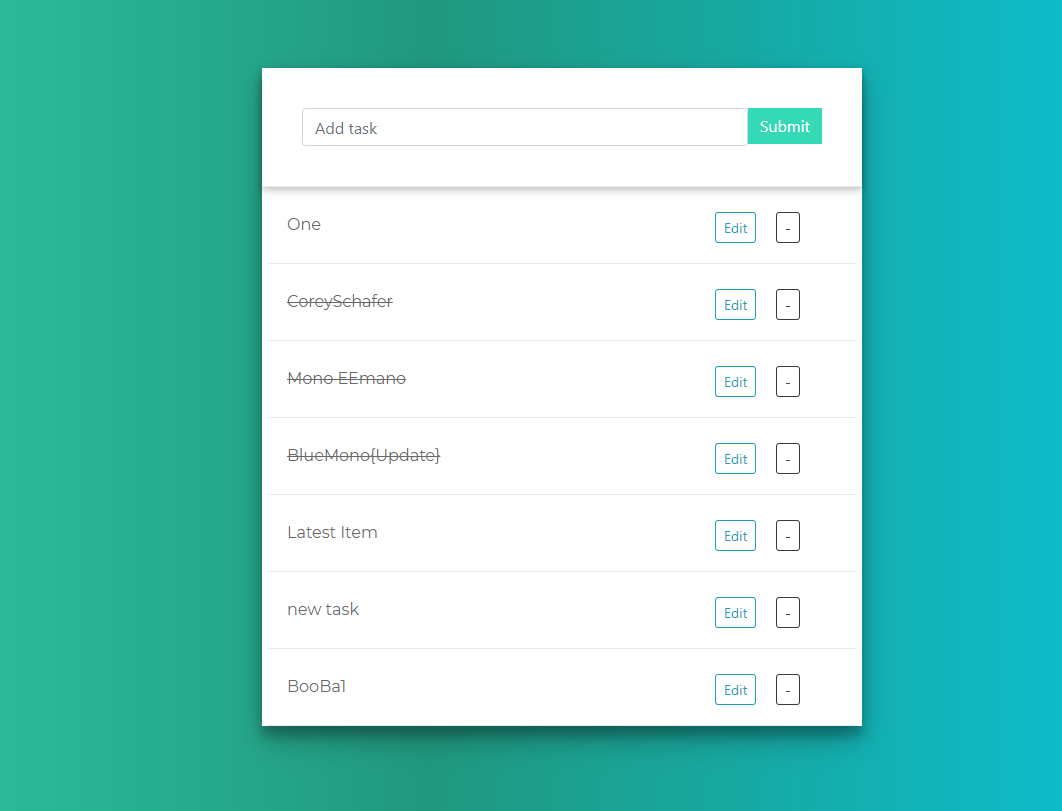 Add task Submit
One Edit -
CoreySchafer Edit -
Mono EEmano Edit -
BlueMono{Update} Edit -
Latest Item Edit -
new task Edit -
BooBa1 Edit -